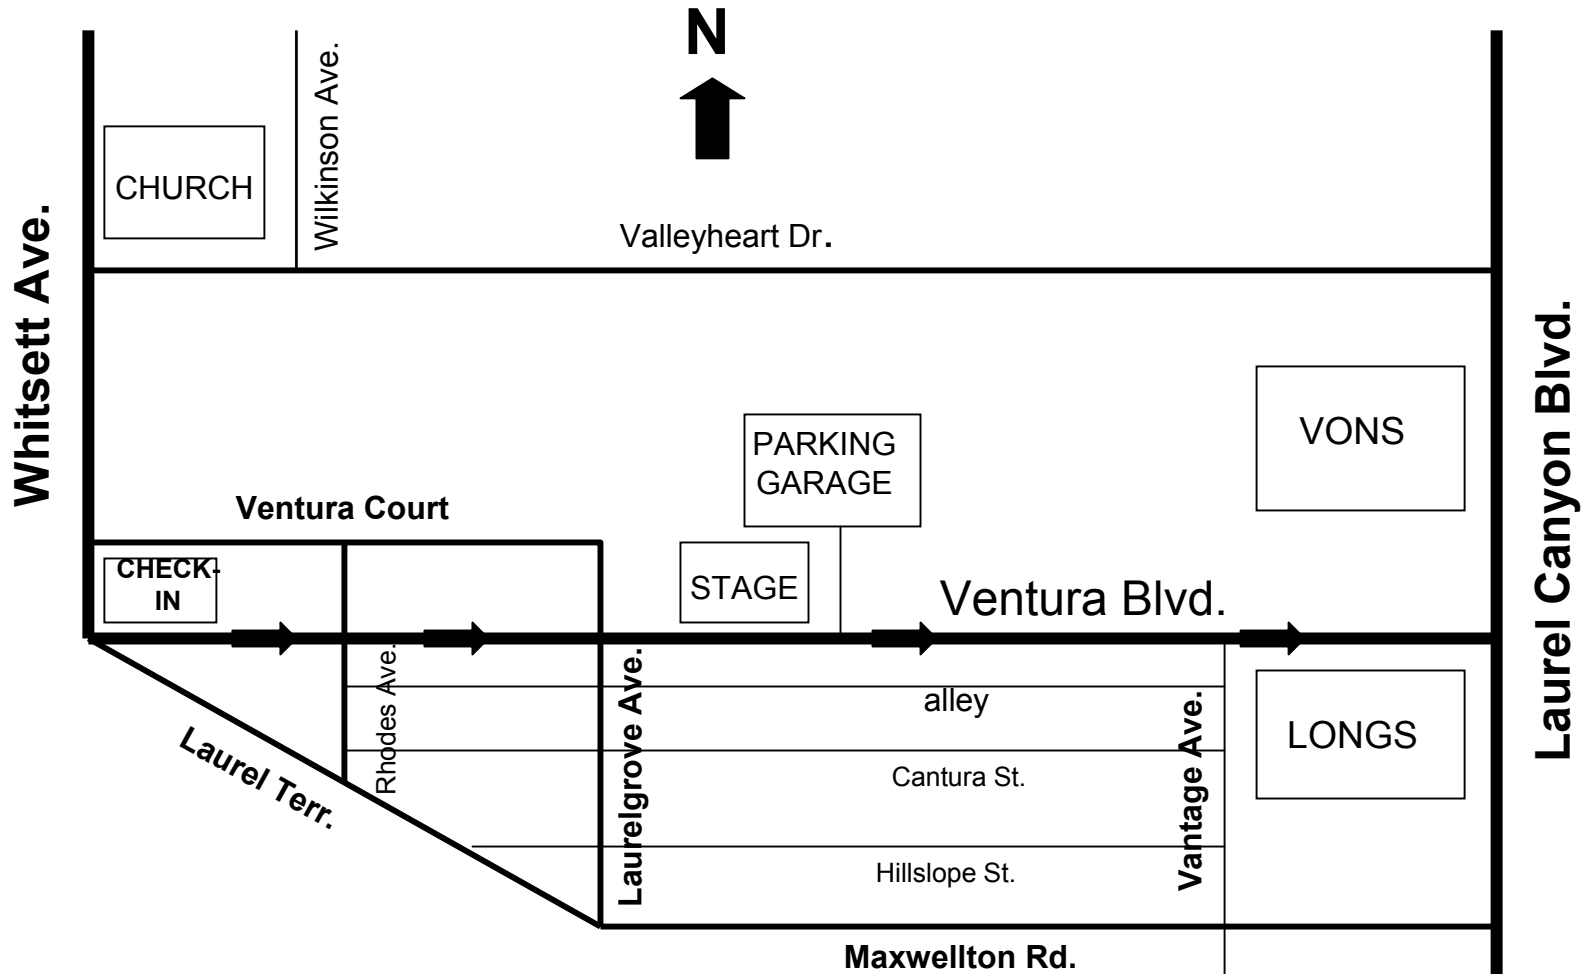 N
Wilkinson Ave.
CHURCH
Whitsett Ave.
Valleyheart Dr.
Laurel Canyon Blvd.
VONS
PARKING
GARAGE
Ventura Court
CHECK-
IN
STAGE
Ventura Blvd.
Rhodes Ave.
Laurelgrove Ave.
alley
Vantage Ave.
LONGS
Laurel Terr.
Cantura St.
Hillslope St.
Maxwellton Rd.